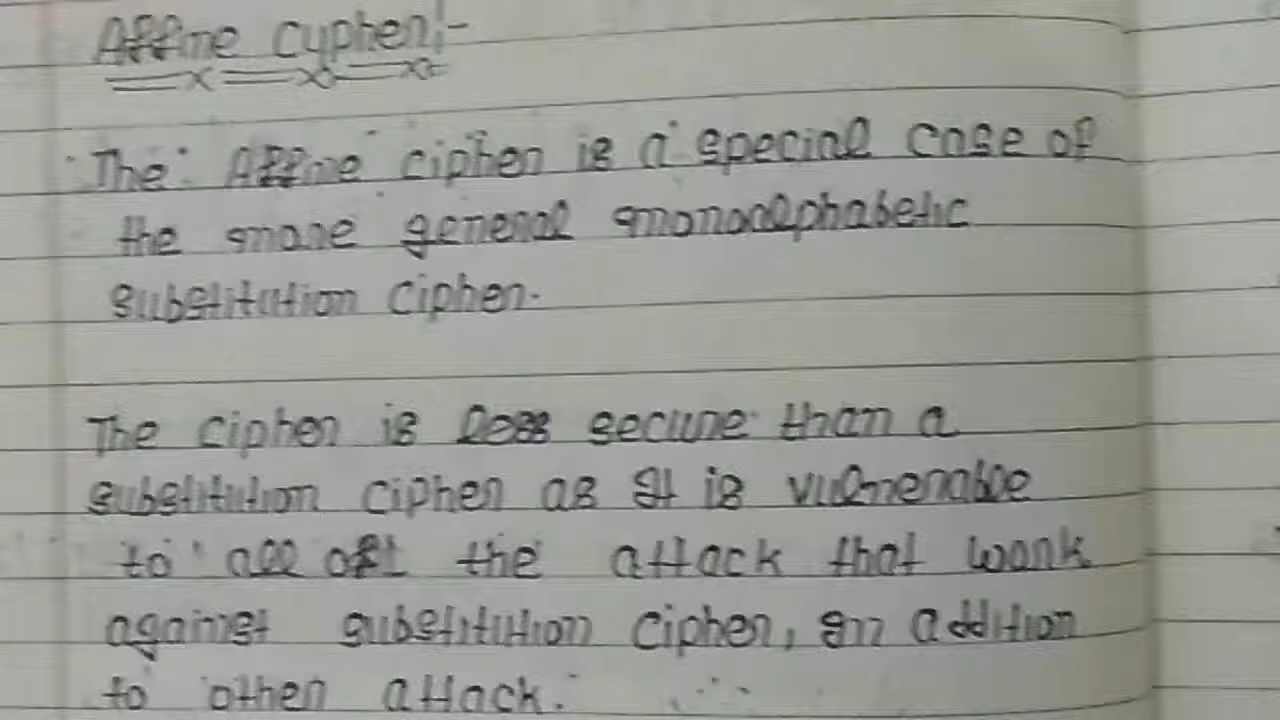 Affine Cypher:-
The Affine cipher is a special case of
the more general monoalphabetic
substitution cipher.
The cipher is less secure than a
substitution cipher as It is vulnerable
to all of the attack that work
against substitution cipher, In addition
to other attack.